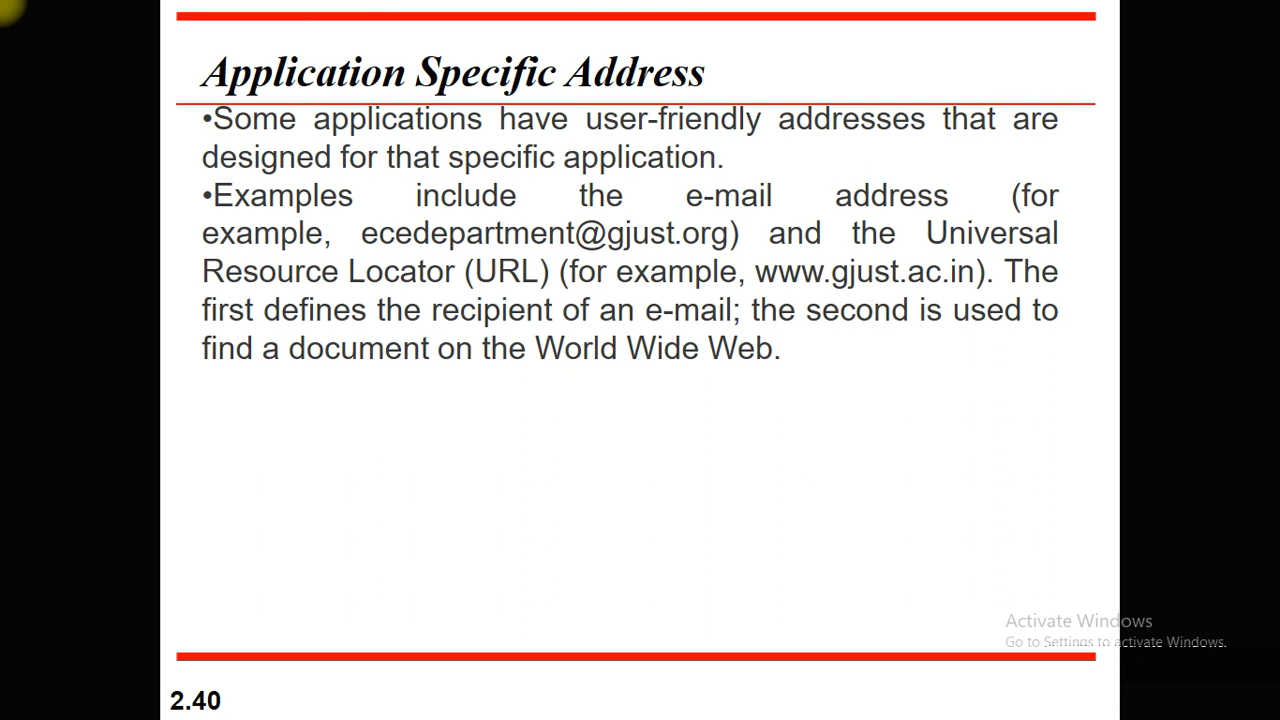 Application Specific Address
•Some applications have user-friendly addresses that are
designed for that specific application.
•Examples include the e-mail address (for
example, ecedepartment@gjust.org) and the Universal
Resource Locator (URL) (for example, www.gjust.ac.in). The
first defines the recipient of an e-mail; the second is used to
find a document on the World Wide Web.
Activate Windows
Go to Settings to activate Windows.
2.40